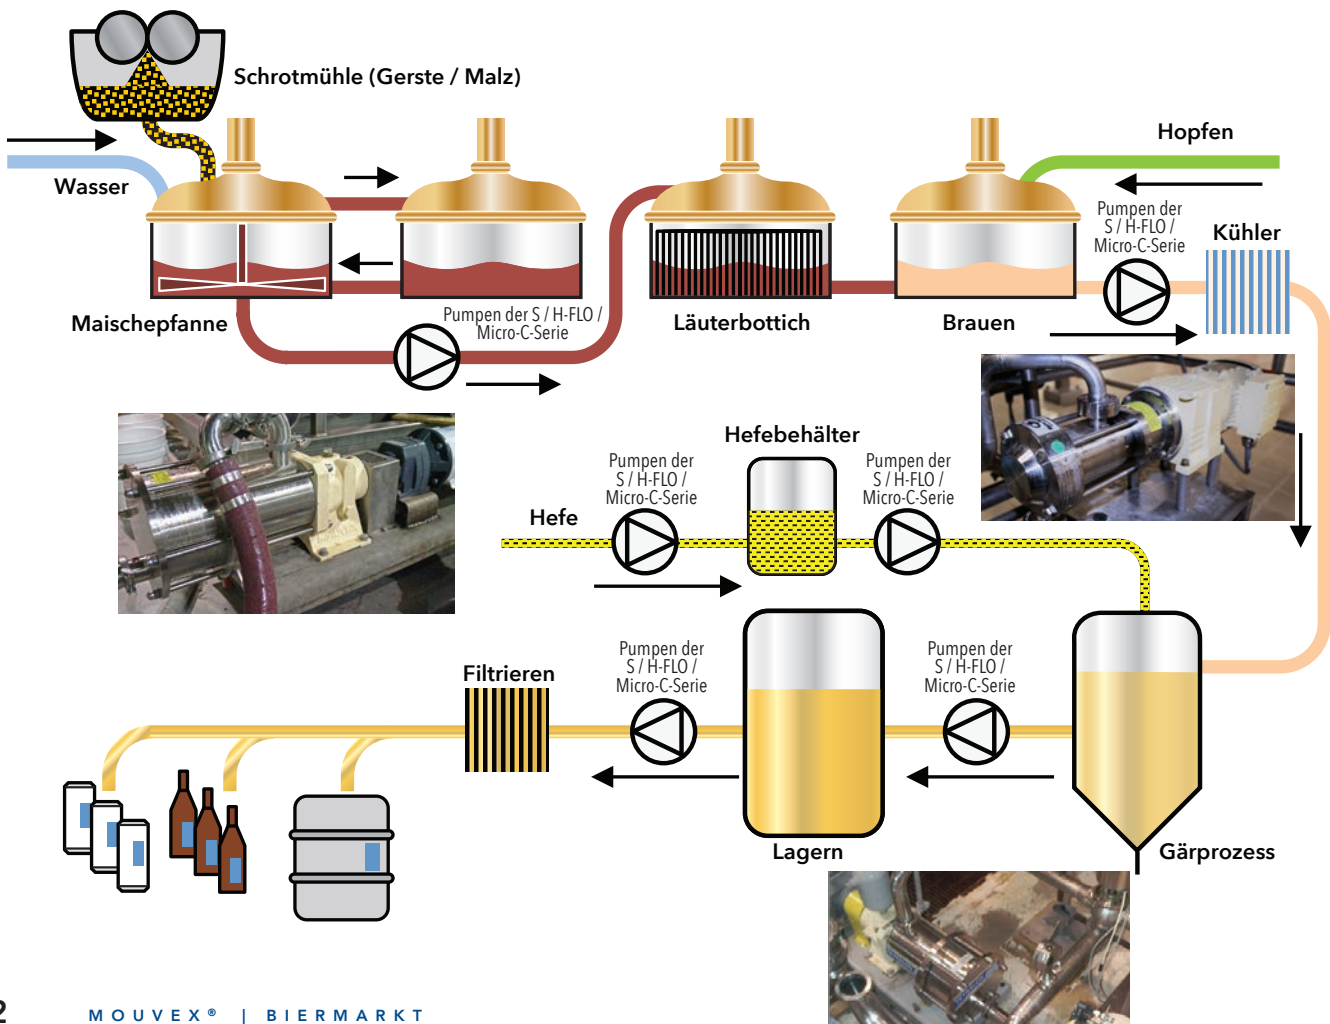 Schrotmühle (Gerste / Malz)
Hopfen
Wasser
Pumpen der
S / H-FLO /
Micro-C-Serie
Kühler
Maischepfanne
Pumpen der S / H-FLO /
Micro-C-Serie
Läuterbottich
Brauen
Hefebehälter
Pumpen der
S / H-FLO /
Micro-C-Serie
Pumpen der
S / H-FLO /
Micro-C-Serie
Hefe
Filtrieren
Pumpen der
S / H-FLO /
Micro-C-Serie
Pumpen der
S / H-FLO /
Micro-C-Serie
Lagern
Gärprozess
2
MOUVEX® | BIERMARKT